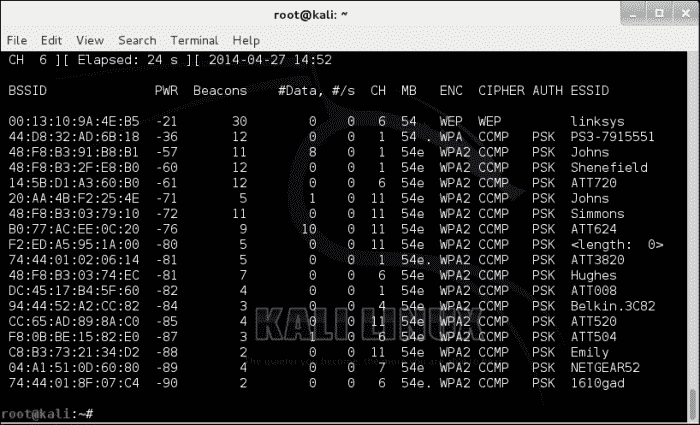 root@kali: ~
File Edit View Search Terminal Help
CH 6 ][ Elapsed: 24 s ][ 2014-04-27 14:52
BSSID PWR Beacons #Data, #/s CH MB ENC CIPHER AUTH ESSID
00:13:10:9A:4E:B5 -21 30 0 0 6 54 WEP WEP linksys
44:D8:32:AD:6B:18 -36 12 0 0 1 54 . WPA CCMP PSK PS3-7915551
48:F8:B3:91:B8:B1 -57 11 8 0 1 54e WPA2 CCMP PSK Johns
48:F8:B3:2F:E8:B0 -60 12 0 0 1 54e WPA2 CCMP PSK Shenefield
14:5B:D1:A3:60:B0 -61 12 0 0 6 54e WPA2 CCMP PSK ATT720
20:AA:4B:F2:25:4E -71 5 1 0 11 54e WPA2 CCMP PSK Johns
48:F8:B3:03:79:10 -72 11 0 0 11 54e WPA2 CCMP PSK Simmons
B0:77:AC:EE:0C:20 -76 9 10 0 11 54e WPA2 CCMP PSK ATT624
F2:ED:A5:95:1A:00 -80 5 0 0 11 54e WPA2 CCMP PSK <length: 0>
74:44:01:02:06:14 -81 5 0 0 1 54e. WPA2 CCMP PSK ATT3820
48:F8:B3:03:74:EC -81 7 0 0 6 54e WPA2 CCMP PSK Hughes
DC:45:17:B4:5F:60 -82 4 0 0 1 54e WPA2 CCMP PSK ATT008
94:44:52:A2:CC:82 -84 3 0 0 4 54e WPA2 CCMP PSK Belkin.3C82
CC:65:AD:89:8A:C0 -85 4 0 0 11 54e WPA2 CCMP PSK ATT520
F8:0B:BE:15:82:E0 -87 3 1 0 6 54e WPA2 CCMP PSK ATT504
C8:B3:73:21:34:D2 -88 2 0 0 11 54e WPA2 CCMP PSK Emily
04:A1:51:0D:60:80 -89 4 0 0 7 54e WPA2 CCMP PSK NETGEAR52
74:44:01:8F:07:C4 -90 2 0 0 6 54e. WPA2 CCMP PSK 1610gad
KALI LINUX
root@kali:~#